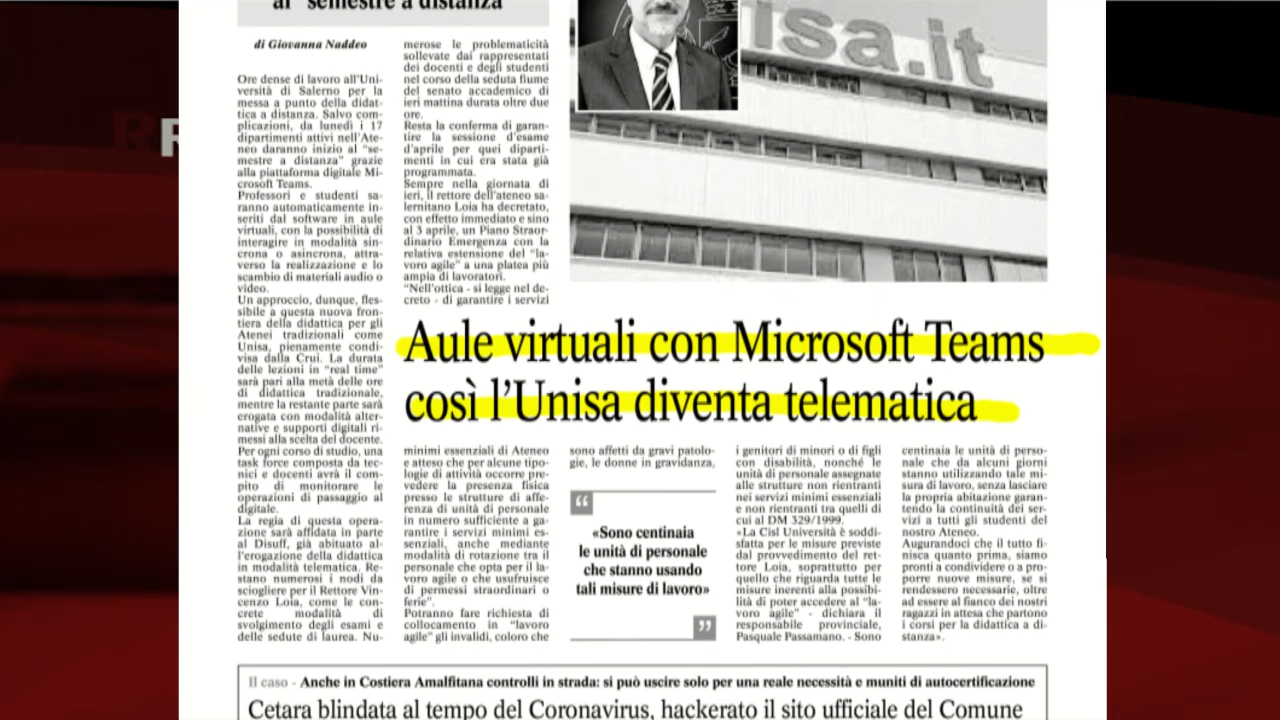 al "semestre a distanza"
di Giovanna Naddeo
Ore dense di lavoro all'Uni-
versità di Salerno per la
messa a punto della didat-
tica a distanza. Salvo com-
plicazioni, da lunedì i 17
dipartimenti attivi nell'Ate-
neo daranno inizio al "se-
mestre a distanza" grazie
alla piattaforma digitale Mi-
crosoft Teams.
Professori e studenti sa-
ranno automaticamente in-
seriti dal software in aule
virtuali, con la possibilità di
interagire in modalità sin-
crona o asincrona, attra-
verso la realizzazione e lo
scambio di materiali audio o
video.
Un approccio, dunque, fles-
sibile a questa nuova fron-
tiera della didattica per gli
Atenei tradizionali come
Unisa, pienamente condi-
visa dalla Crui. La durata
delle lezioni in "real time"
sarà pari alla metà delle ore
di didattica tradizionale,
mentre la restante parte sarà
erogata con modalità alter-
native e supporti digitali ri-
messi alla scelta del docente.
Per ogni corso di studio, una
task force composta da tec-
nici e docenti avrà il com-
pito di monitorare le
operazioni di passaggio al
digitale.
La regia di questa opera-
zione sarà affidata in parte
al Disuff, già abituato al-
l'erogazione della didattica
in modalità telematica. Re-
stano numerosi i nodi da
sciogliere per il Rettore Vin-
cenzo Loia, come le con-
crete modalità di
svolgimento degli esami e
delle sedute di laurea. Nu-
merose le problematicità
sollevate dai rappresentati
dei docenti e degli studenti
nel corso della seduta fiume
del senato accademico di
ieri mattina durata oltre due
ore.
Resta la conferma di garan-
tire la sessione d'esame
d'aprile per quei diparti-
menti in cui era stata già
programmata.
Sempre nella giornata di
ieri, il rettore dell'ateneo sa-
lernitano Loia ha decretato,
con effetto immediato e sino
al 3 aprile, un Piano Straor-
dinario Emergenza con la
relativa estensione del "la-
voro agile" a una platea più
ampia di lavoratori.
"Nell'ottica - si legge nel de-
creto - di garantire i servizi
isa.it
Aule virtuali con Microsoft Teams
così l'Unisa diventa telematica
minimi essenziali di Ateneo
e atteso che per alcune tipo-
logie di attività occorre pre-
vedere la presenza fisica
presso le strutture di affe-
renza di unità di personale
in numero sufficiente a ga-
rantire i servizi minimi es-
senziali, anche mediante
modalità di rotazione tra il
personale che opta per il la-
voro agile o che usufruisce
di permessi straordinari o
ferie".
Potranno fare richiesta di
collocamento in "lavoro
agile" gli invalidi, coloro che
sono affetti da gravi patolo-
gie, le donne in gravidanza,
“
«Sono centinaia
le unità di personale
che stanno usando
tali misure di lavoro»
”
i genitori di minori o di figli
con disabilità, nonché le
unità di personale assegnate
alle strutture non rientranti
nei servizi minimi essenziali
e non rientranti tra quelli di
cui al DM 329/1999.
«La Cisl Università è soddi-
sfatta per le misure previste
dal provvedimento del ret-
tore Loia, soprattutto per
quello che riguarda tutte le
misure inerenti alla possibi-
lità di poter accedere al "la-
voro agile" - dichiara il
responsabile provinciale,
Pasquale Passamano. - Sono
centinaia le unità di perso-
nale che da alcuni giorni
stanno utilizzando tale mi-
sura di lavoro, senza lasciare
la propria abitazione garan-
tendo la continuità dei ser-
vizi a tutti gli studenti del
nostro Ateneo.
Augurandoci che il tutto fi-
nisca quanto prima, siamo
pronti a condividere o a pro-
porre nuove misure, se si
rendessero necessarie, oltre
ad essere al fianco dei nostri
ragazzi in attesa che partono
i corsi per la didattica a di-
stanza».
Il caso - Anche in Costiera Amalfitana controlli in strada: si può uscire solo per una reale necessità e muniti di autocertificazione
Cetara blindata al tempo del Coronavirus, hackerato il sito ufficiale del Comune